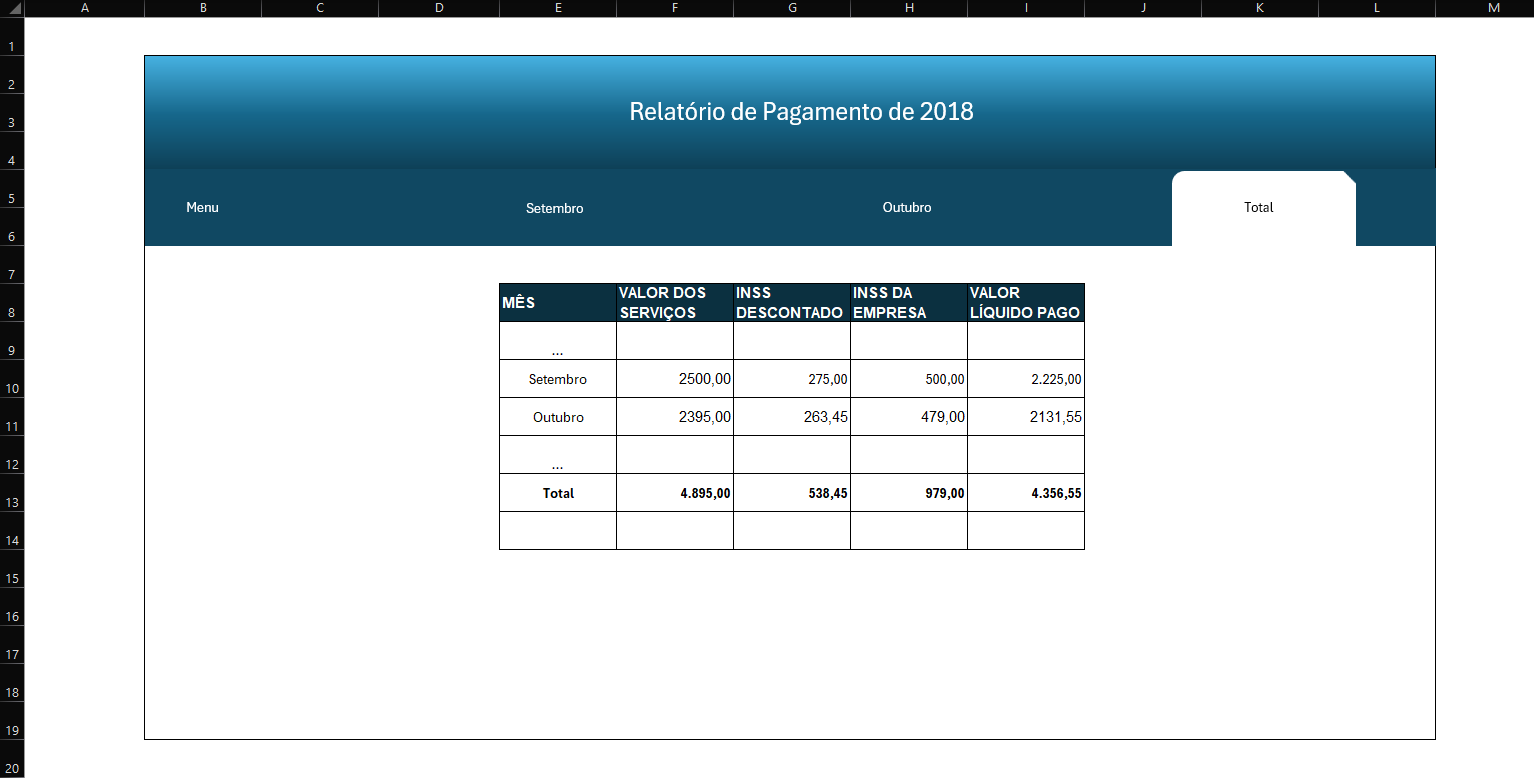 A B C D E F G H I J K L M
1
2
Relatório de Pagamento de 2018
3
4
5
Menu Setembro Outubro Total
6
7
MÊS VALOR DOS SERVIÇOS INSS DESCONTADO INSS DA EMPRESA VALOR LÍQUIDO PAGO
8
9 ...
10 Setembro 2500,00 275,00 500,00 2.225,00
11 Outubro 2395,00 263,45 479,00 2131,55
12 ...
13 Total 4.895,00 538,45 979,00 4.356,55
14
15
16
17
18
19
20